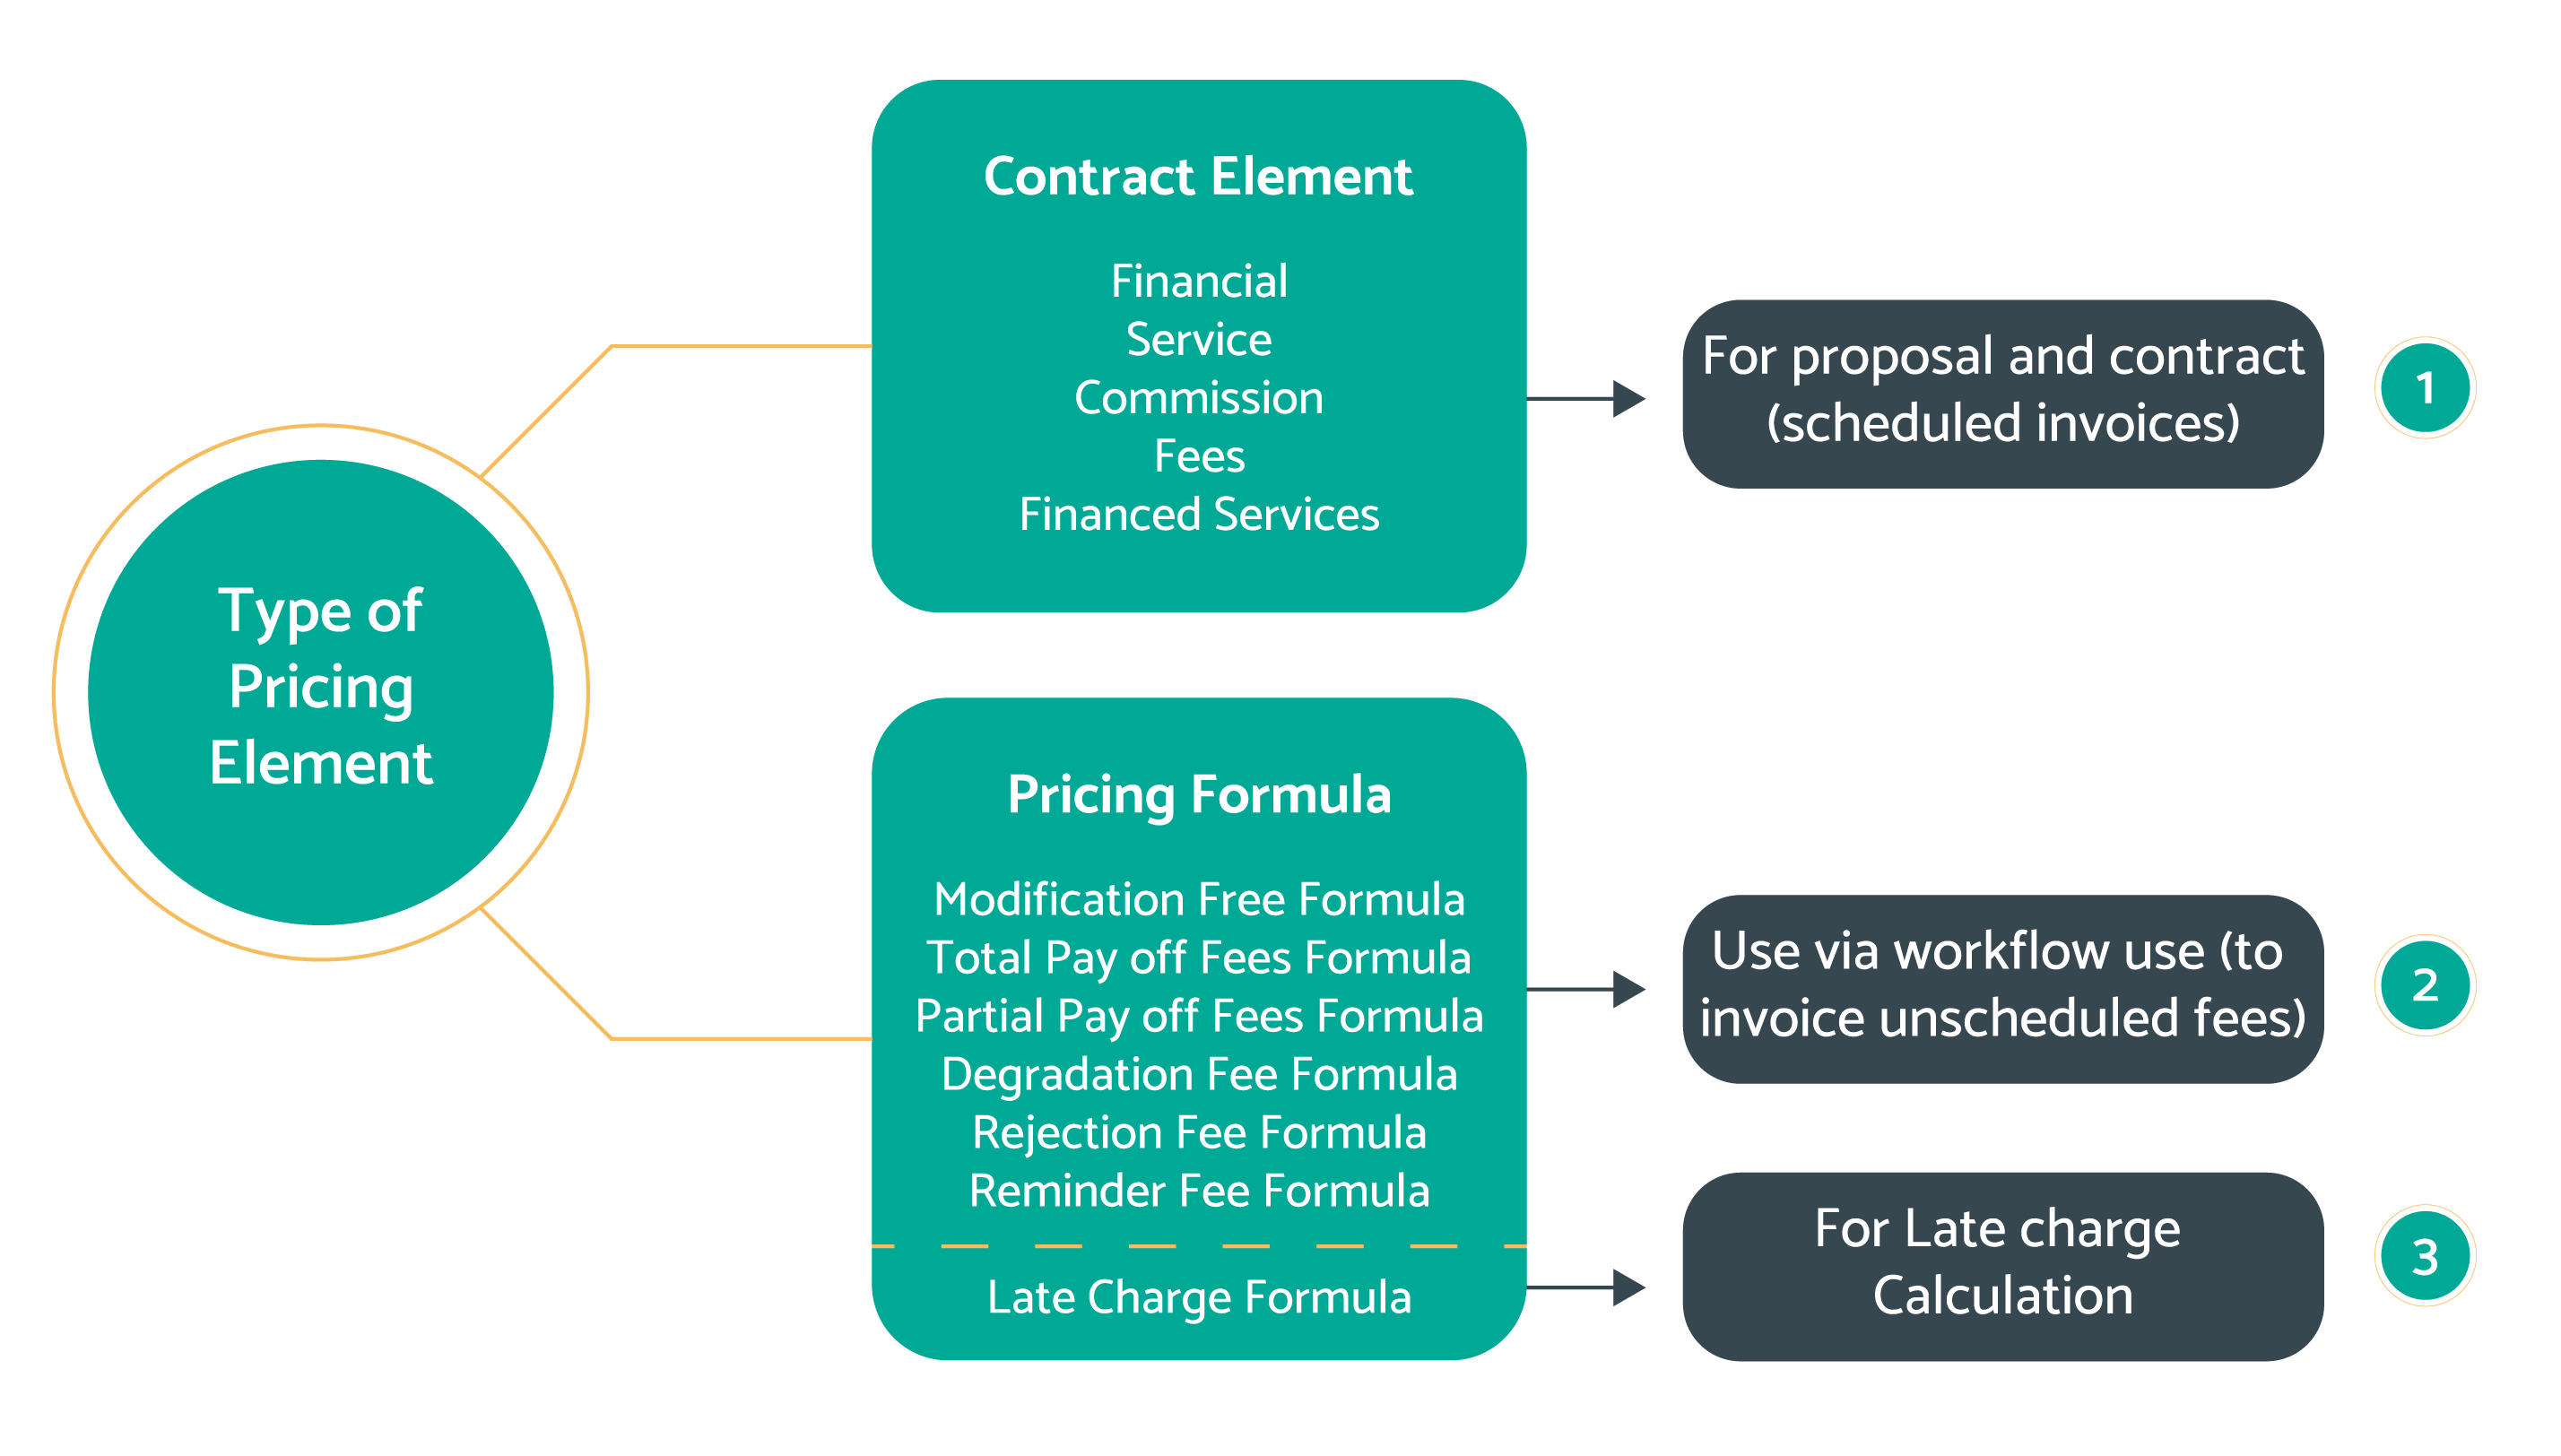 Type of
Pricing
Element
Contract Element
Financial
Service
Commission
Fees
Financed Services
For proposal and contract
(scheduled invoices)
1
Pricing Formula
Modification Free Formula
Total Pay off Fees Formula
Partial Pay off Fees Formula
Degradation Fee Formula
Rejection Fee Formula
Reminder Fee Formula
Use via workflow use (to
invoice unscheduled fees)
2
Late Charge Formula
For Late charge
Calculation
3